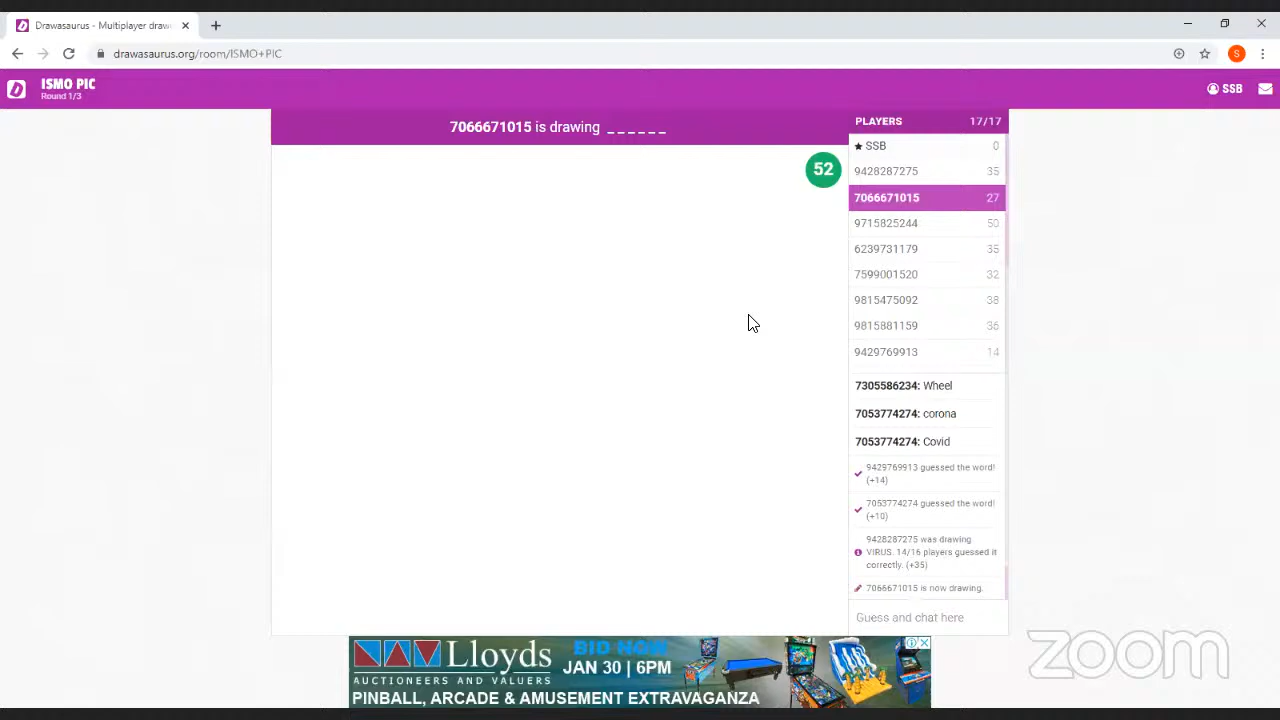 Drawasaurus - Multiplayer draw
drawasaurus.org/room/ISMO+PIC
S
ISMO PIC
Round 1/3
SSB
7066671015 is drawing ______
52
PLAYERS 17/17
SSB 0
9428287275 35
7066671015 27
9715825244 50
6239731179 35
7599001520 32
9815475092 38
9815881159 36
9429769913 14
7305586234: Wheel
7053774274: corona
7053774274: Covid
9429769913 guessed the word!
(+14)
7053774274 guessed the word!
(+10)
9428287275 was drawing
VIRUS. 14/16 players guessed it
correctly. (+35)
7066671015 is now drawing.
Guess and chat here
Lloyds
AUCTIONEERS AND VALUERS
BID NOW
JAN 30 | 6PM
PINBALL, ARCADE & AMUSEMENT EXTRAVAGANZA
zoom